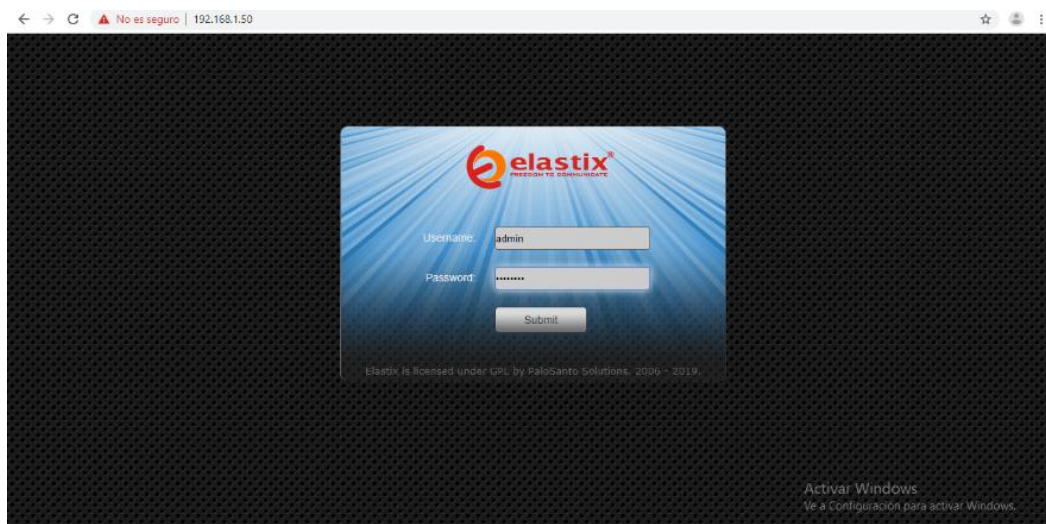 No es seguro | 192.168.1.50
elastix®
FREEDOM TO COMMUNICATE
Username: admin
Password: ••••••••
Submit
Elastix is licensed under GPL by PaloSanto Solutions. 2006 - 2019.
Activar Windows
Ve a Configuración para activar Windows.